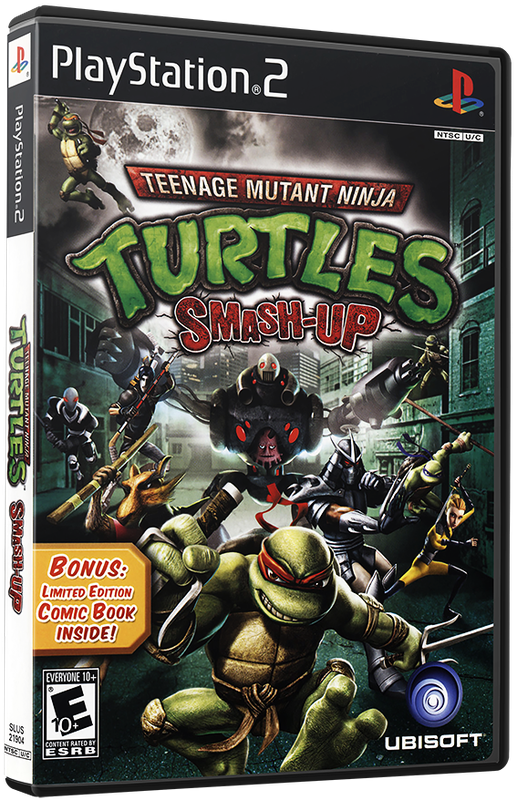 PlayStation®2
NTSC U/C
TEENAGE MUTANT NINJA
TURTLES
SMASH-UP
BONUS:
LIMITED EDITION
COMIC BOOK
INSIDE!
EVERYONE 10+
E
10+
CONTENT RATED BY
ESRB
UBISOFT
PlayStation®2
TEENAGE MUTANT NINJA
TURTLES
SMASH-UP
SLUS
21904
NTSC U/C